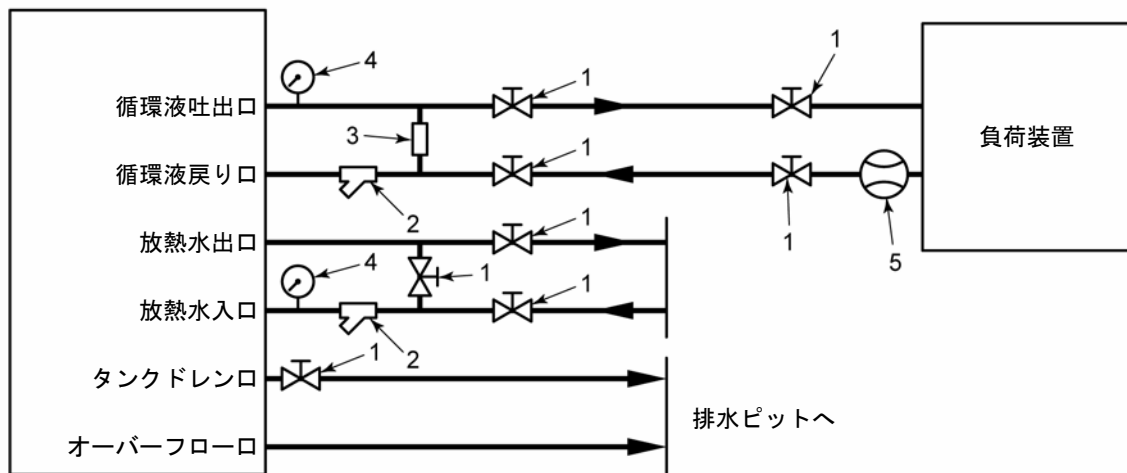 4
1
1
循環液吐出口
3
1
負荷装置
循環液戻り口
2
1
1
5
放熱水出口
4
1
放熱水入口
1
2
1
タンクドレン口
排水ピットへ
オーバーフロー口